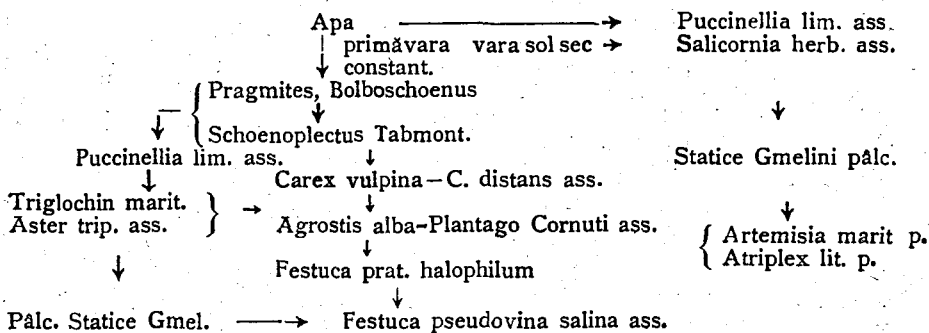 Apa → Puccinellia lim. ass.
primăvara vara sol sec → Salicornia herb. ass.
constant.
Pragmites, Bolboschoenus
Schoenoplectus Tabmont.
Puccinellia lim. ass.
Statice Gmelini pâlc.
Carex vulpina–C. distans ass.
Triglochin marit.
Aster trip. ass. → Agrostis alba–Plantago Cornuti ass.
Artemisia marit p.
Atriplex lit. p.
Festuca prat. halophilum
Pâlc. Statice Gmel. → Festuca pseudovina salina ass.